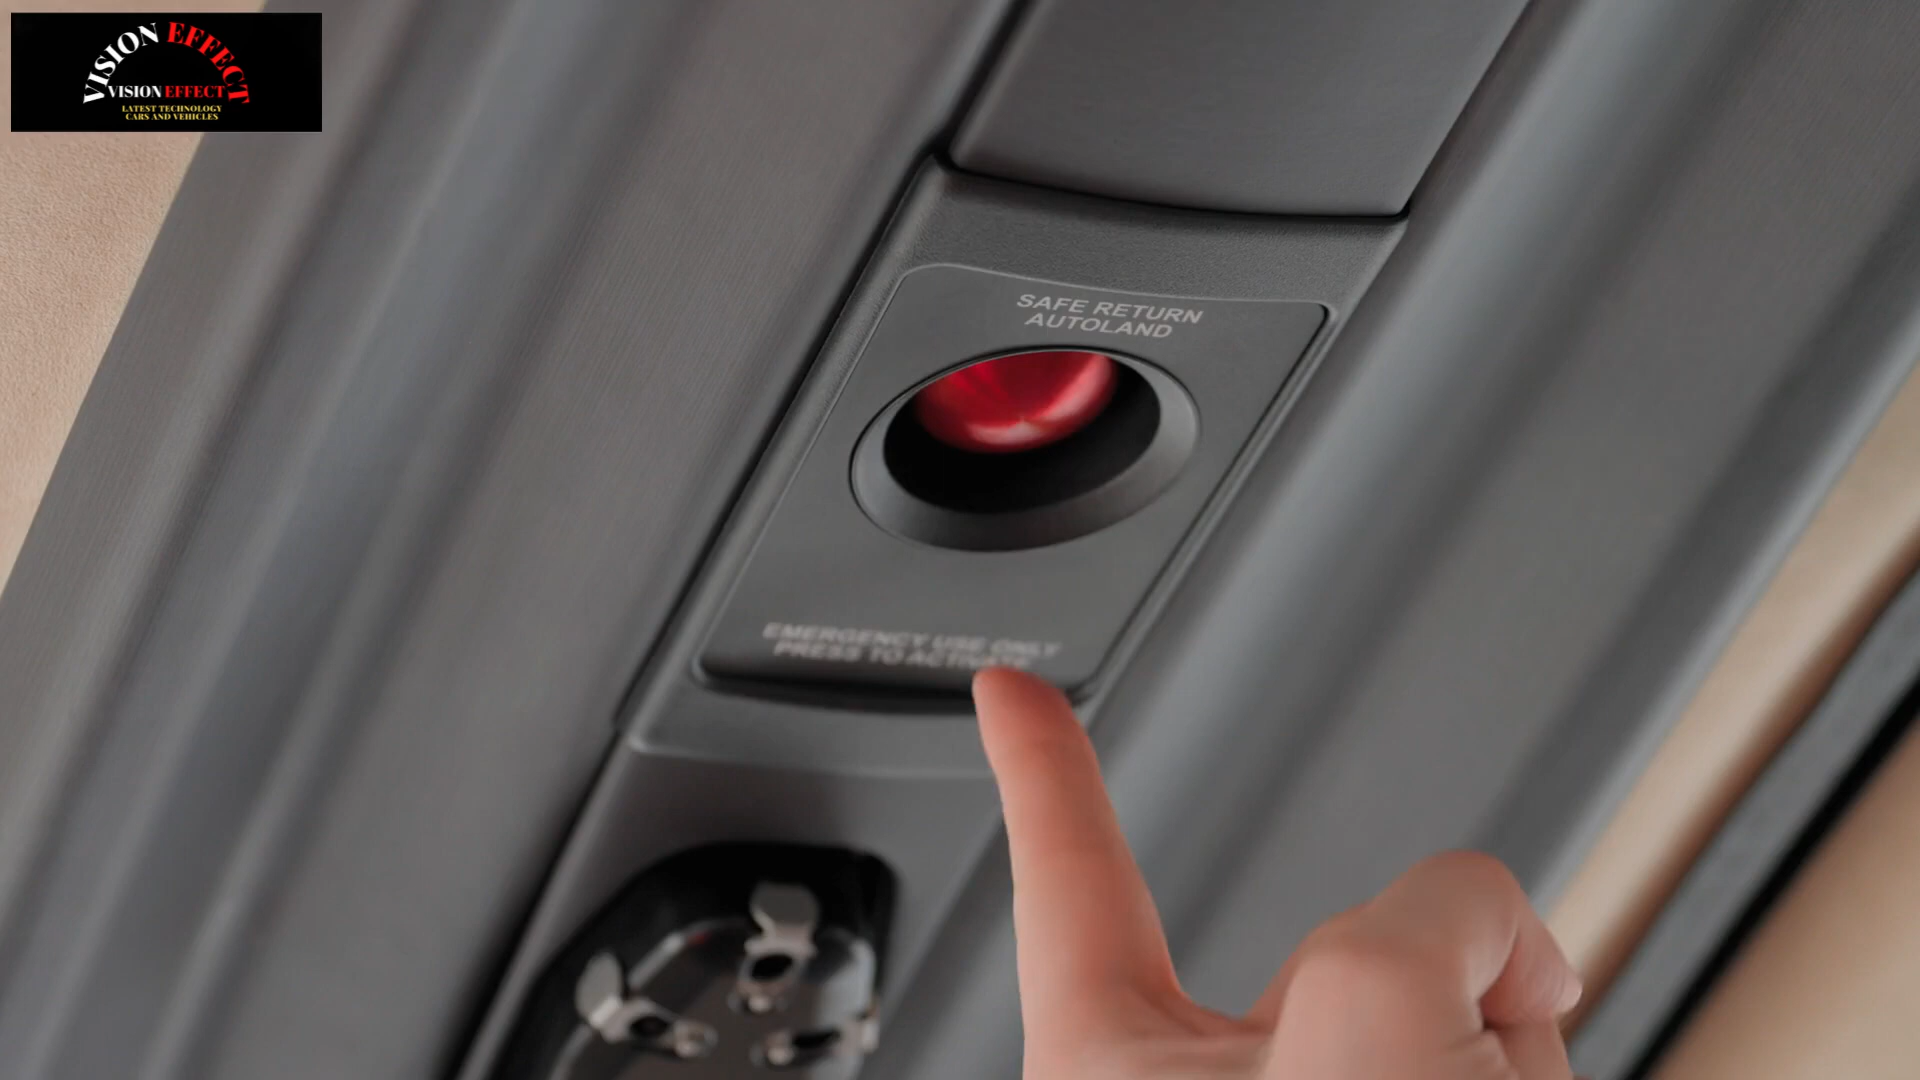 VISION EFFECT
VISION EFFECT
LATEST TECHNOLOGY
CARS AND VEHICLES
SAFE RETURN
AUTOLAND
EMERGENCY USE ONLY
PRESS TO ACTIVATE